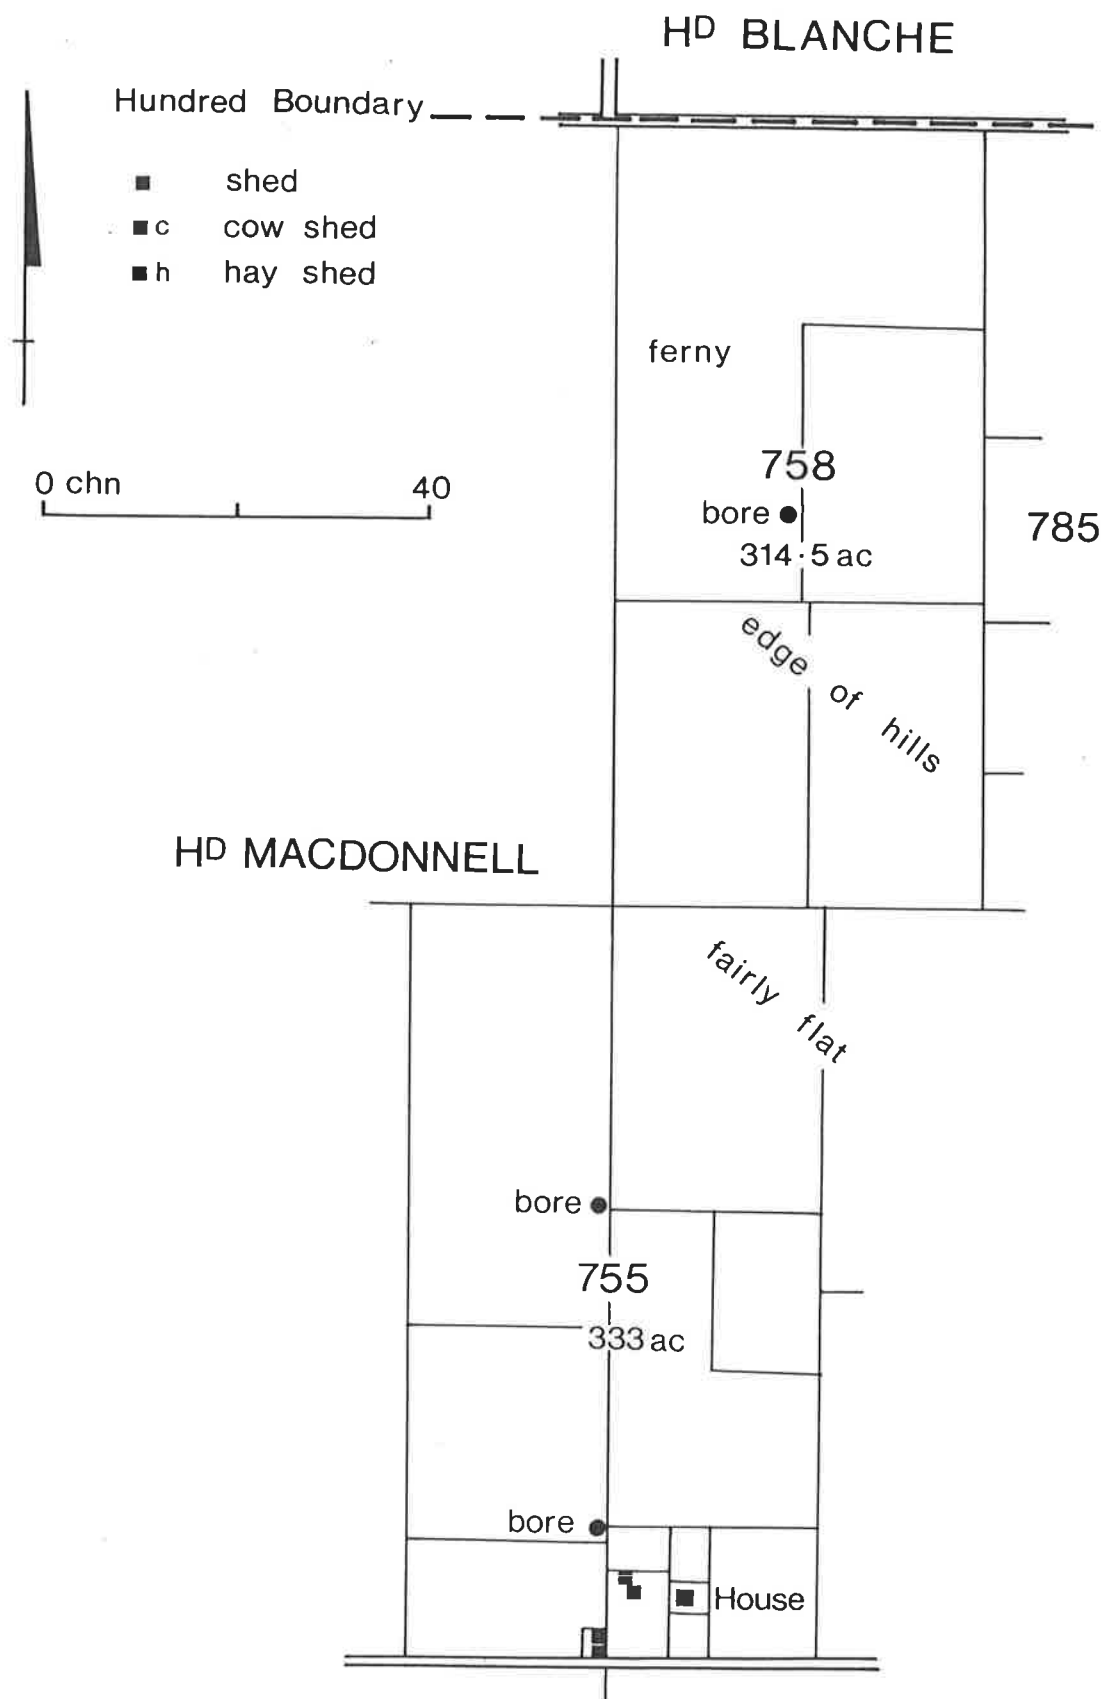 HD BLANCHE
Hundred Boundary
shed
c cow shed
h hay shed
ferny
0 chn 40
758
bore
314·5 ac
785
edge of hills
HD MACDONNELL
fairly flat
bore
755
333 ac
bore
House